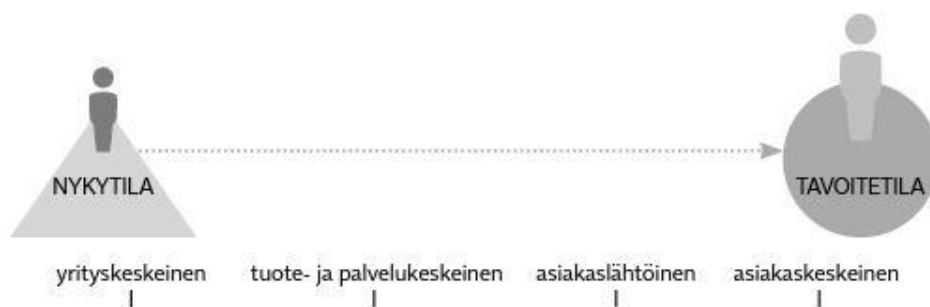 NYKYTILA
TAVOITETILA
yrityskeskeinen tuote- ja palvelukeskeinen asiakaslähtöinen asiakaskeskeinen